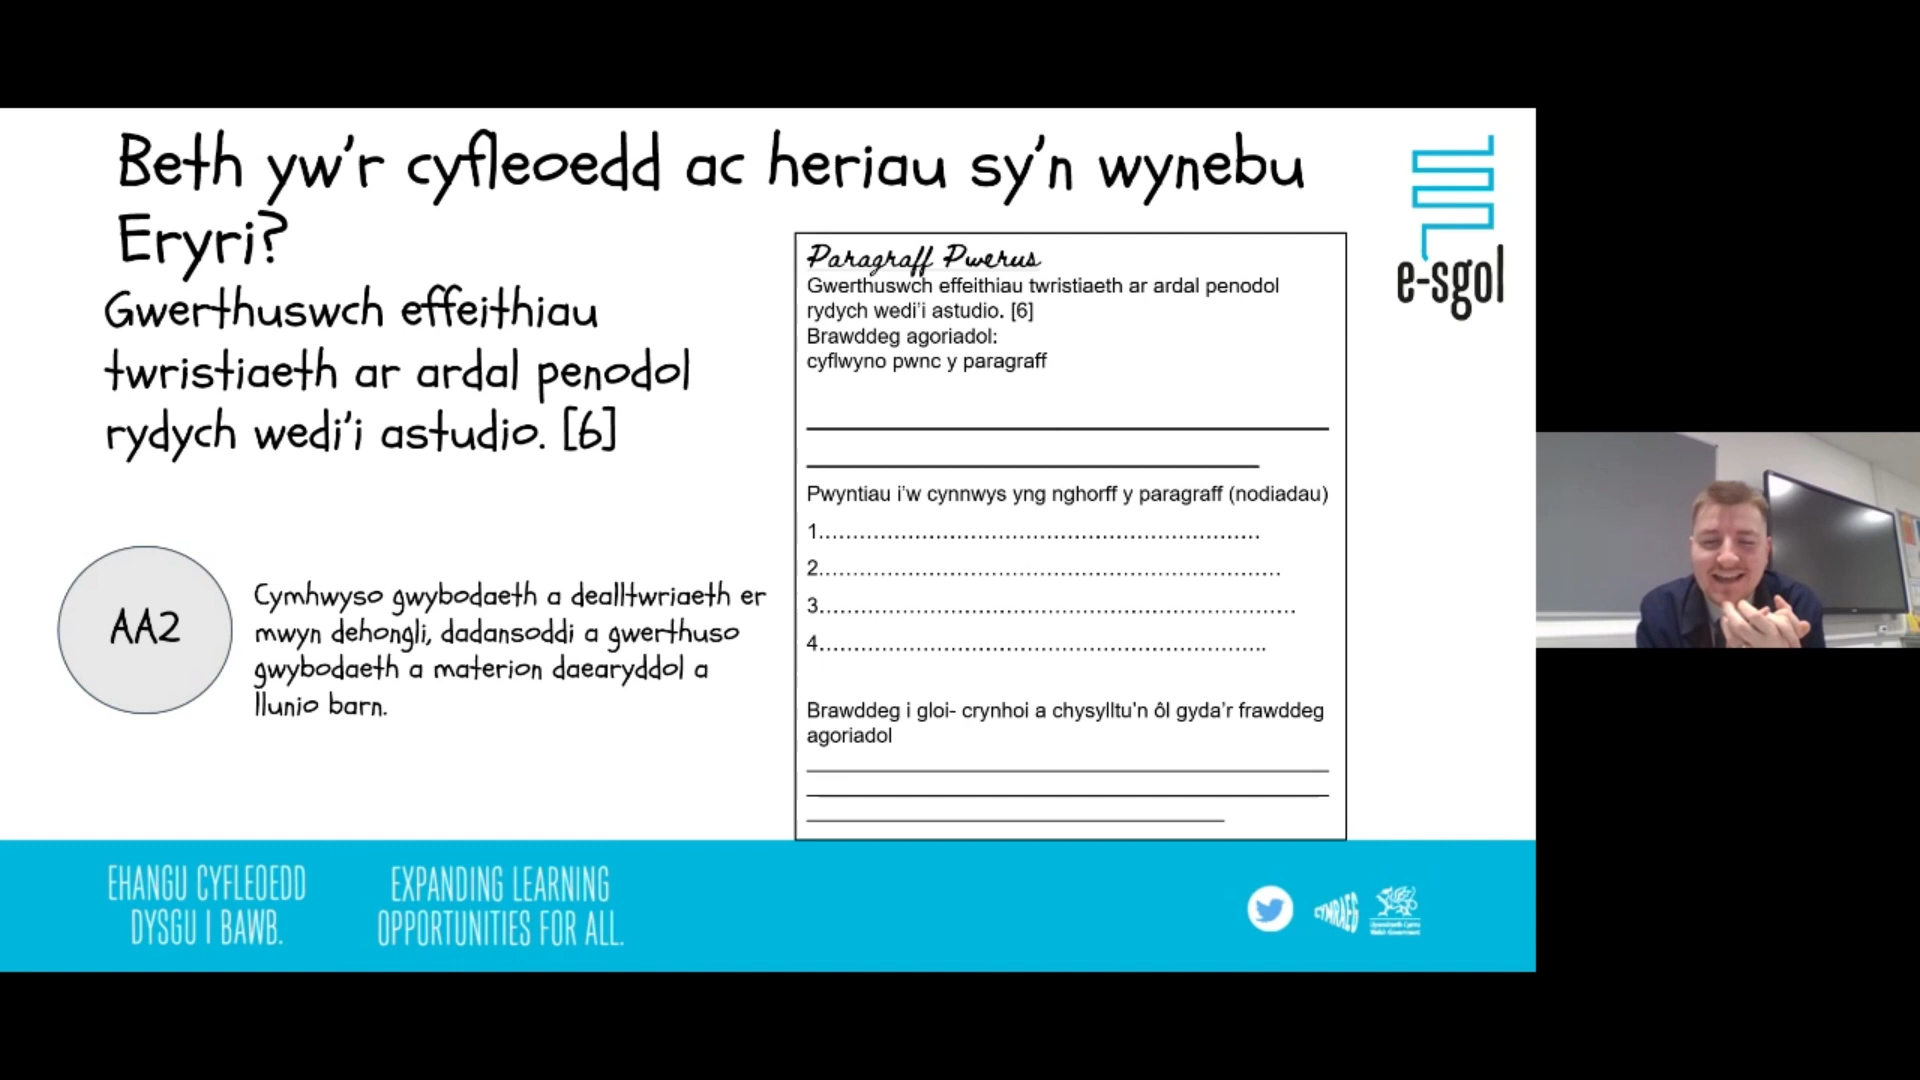 Beth yw'r cyfleoedd ac heriau sy'n wynebu
Eryri?
Gwerthuswch effeithiau
twristiaeth ar ardal penodol
rydych wedi'i astudio. [6]
AA2
Cymhwyso gwybodaeth a dealltwriaeth er
mwyn dehongli, dadansoddi a gwerthuso
gwybodaeth a materion daearyddol a
llunio barn.
Paragraff Pwerus
Gwerthuswch effeithiau twristiaeth ar ardal penodol
rydych wedi'i astudio. [6]
Brawddeg agoriadol:
cyflwyno pwnc y paragraff
Pwyntiau i'w cynnwys yng nghorff y paragraff (nodiadau)
1.
2.
3.
4.
Brawddeg i gloi- crynhoi a chysylltu'n ôl gyda'r frawddeg
agoriadol
e-sgol
EHANGU CYFLEOEDD
DYSGU I BAWB.
EXPANDING LEARNING
OPPORTUNITIES FOR ALL.
CYMRAEG
Llywodraeth Cymru
Welsh Government